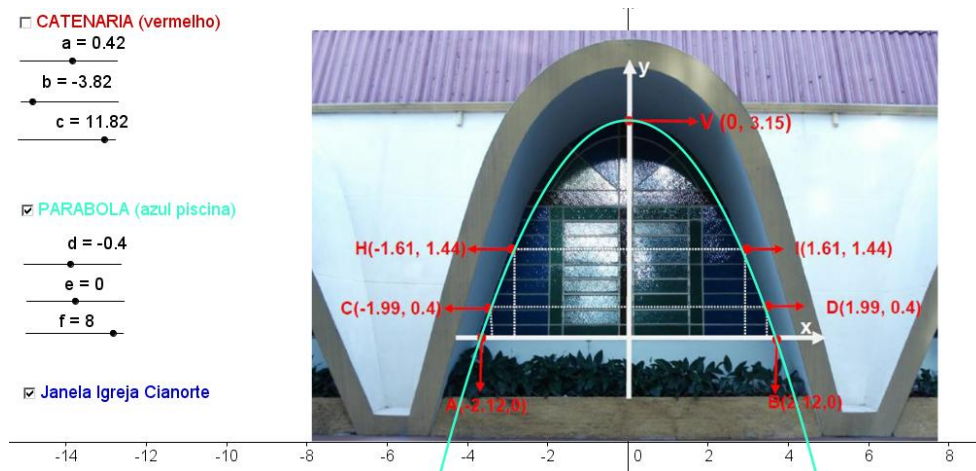 CATENARIA (vermelho)
a = 0.42
b = -3.82
c = 11.82
PARABOLA (azul piscina)
d = -0.4
e = 0
f = 8
Janela Igreja Cianorte
y
V (0, 3.15)
H(-1.61, 1.44)
I(1.61, 1.44)
C(-1.99, 0.4)
D(1.99, 0.4)
x
A(-2.12,0)
B(2.12,0)
-14 -12 -10 -8 -6 -4 -2 0 2 4 6 8